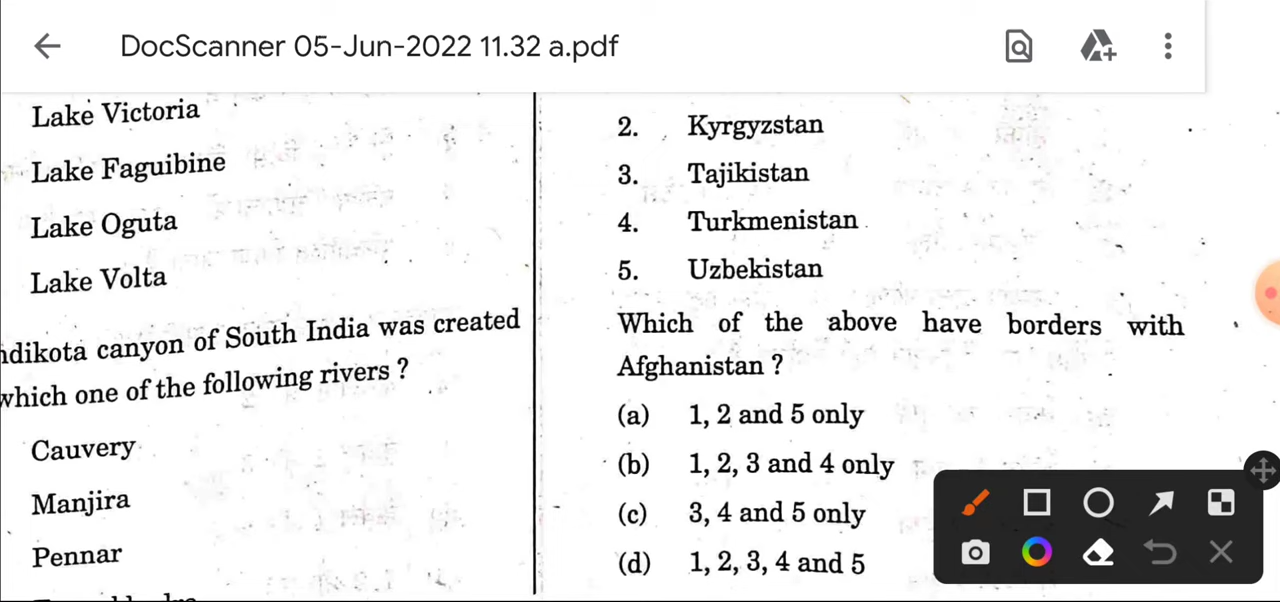 DocScanner 05-Jun-2022 11.32 a.pdf
Lake Victoria
Lake Faguibine
Lake Oguta
Lake Volta
ndikota canyon of South India was created
which one of the following rivers ?
Cauvery
Manjira
Pennar
2. Kyrgyzstan
3. Tajikistan
4. Turkmenistan
5. Uzbekistan
Which of the above have borders with
Afghanistan ?
(a) 1, 2 and 5 only
(b) 1, 2, 3 and 4 only
(c) 3, 4 and 5 only
(d) 1, 2, 3, 4 and 5